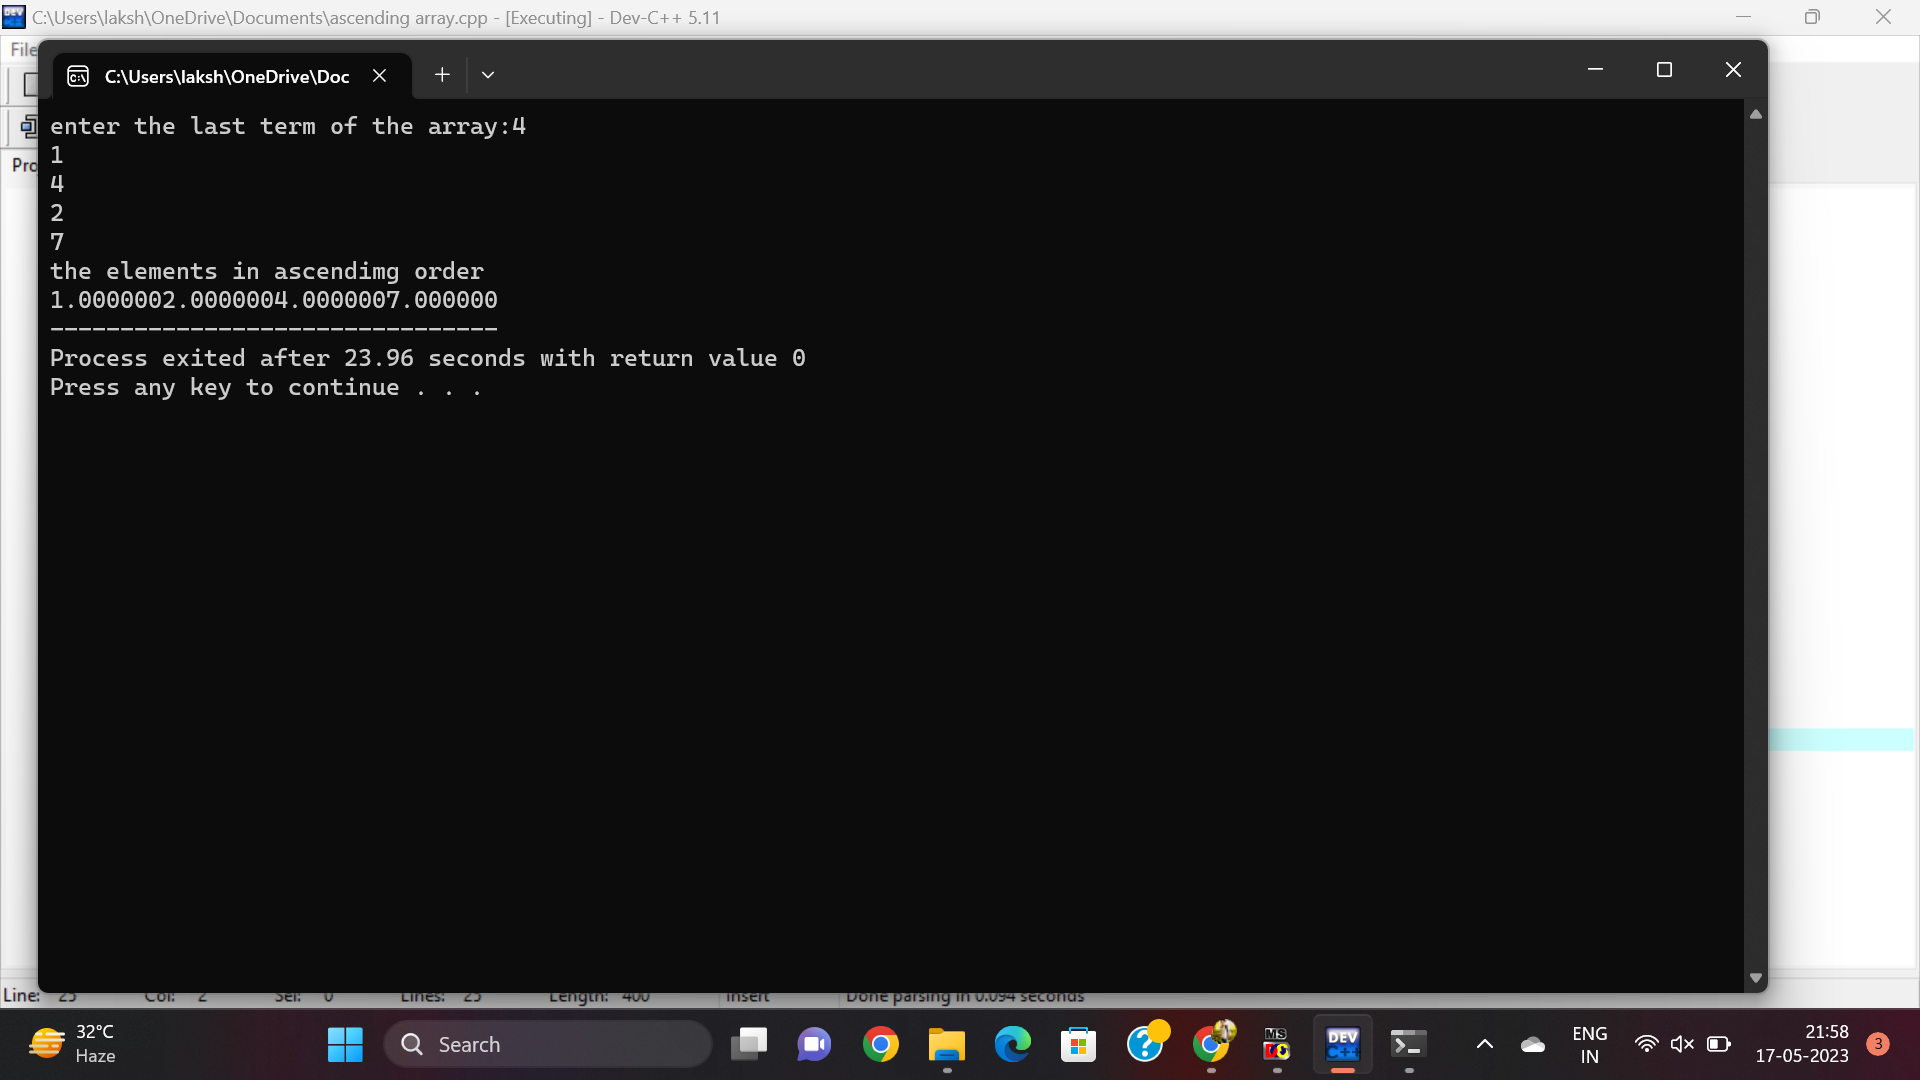 C:\Users\laksh\OneDrive\Documents\ascending array.cpp - [Executing] - Dev-C++ 5.11
File
C:\Users\laksh\OneDrive\Doc
enter the last term of the array:4
1
4
2
7
the elements in ascendimg order
1.0000002.0000004.0000007.000000
--------------------------------
Process exited after 23.96 seconds with return value 0
Press any key to continue . . .
Pro
Line: 25 Col: 2 Sel: 0 Lines: 25 Length: 400 Insert Done parsing in 0.094 seconds
32°C
Haze
Search
MS
DEV
C++
ENG
IN
21:58
17-05-2023
3